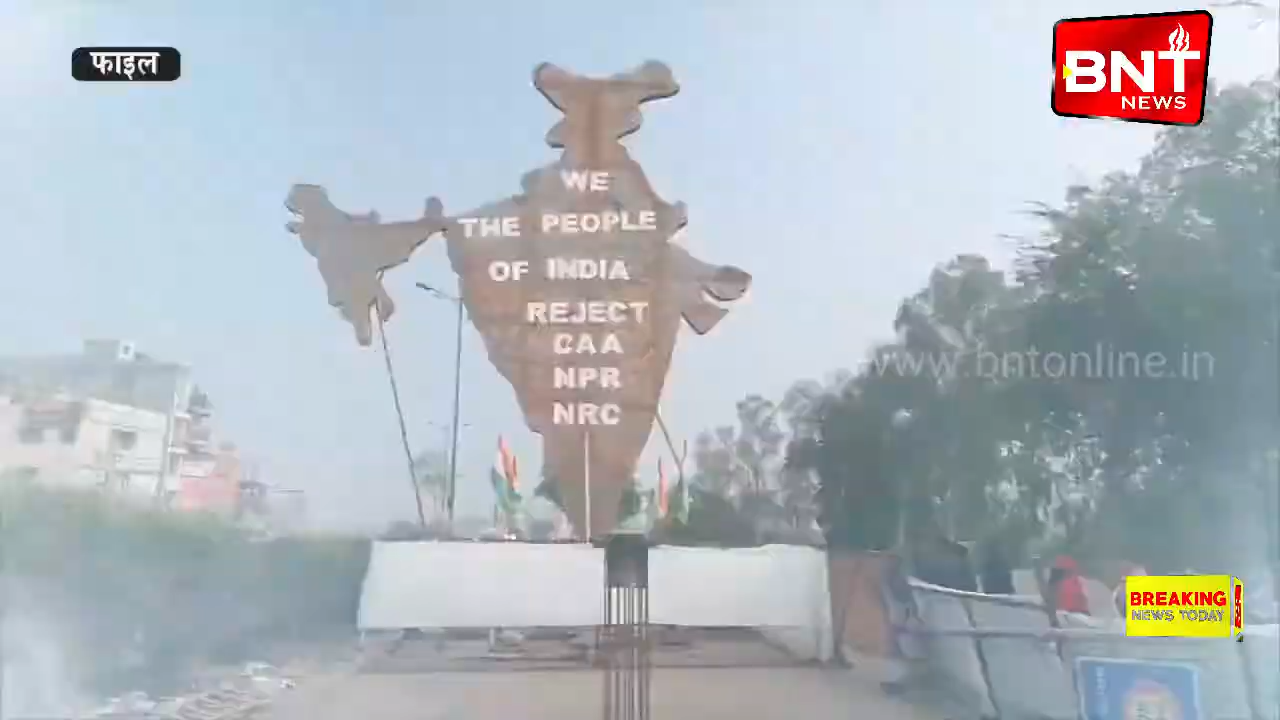 फाइल
BNT
NEWS
WE
THE PEOPLE
OF INDIA
REJECT
CAA
NPR
NRC
www.bntonline.in
BREAKING
NEWS TODAY